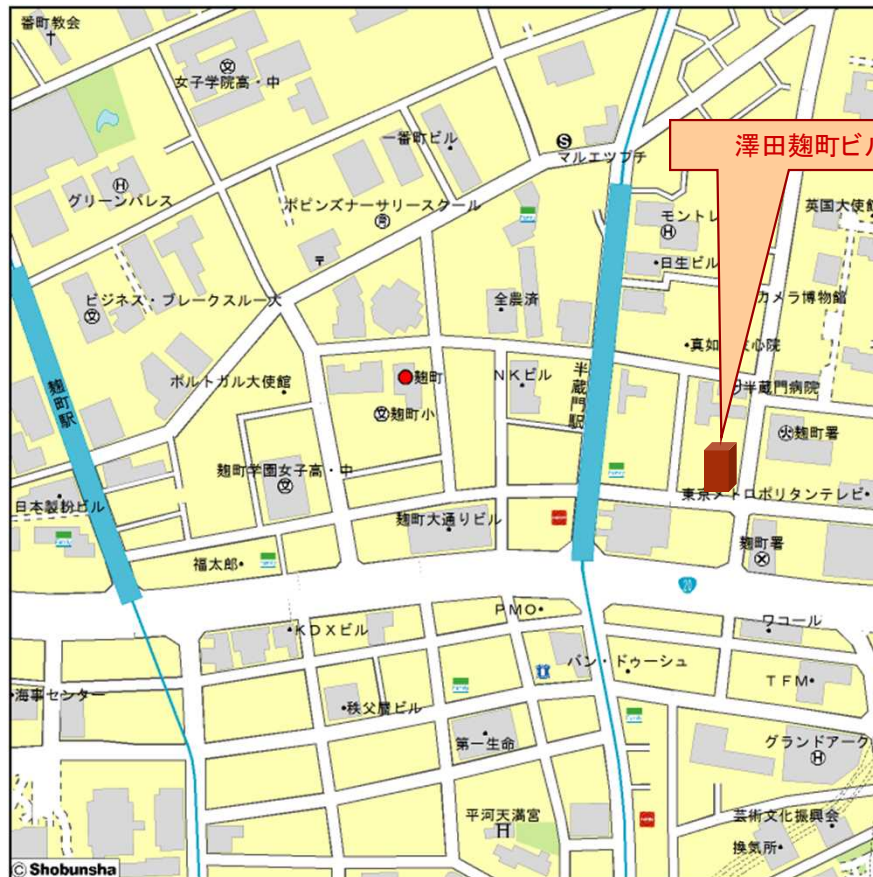 番町教会
女子学院高・中
一番町ビル
マルエツプチ
澤田麹町ビル
グリーンパレス
ポピンズナーサリースクール
モントレ
英国大使館
日生ビル
ビジネス・ブレークスルー大
全農済
カメラ博物館
真如
心院
麹町
NKビル
半蔵門駅
半蔵門病院
ポルトガル大使館
麹町駅
麹町小
麹町署
麹町学園女子高・中
日本製粉ビル
東京メトロポリタンテレビ
麹町大通りビル
麹町署
福太郎
20
PMO
KDXビル
ワコール
バン・ドゥーシュ
海事センター
TFM
秩父屋ビル
第一生命
グランドアーク
平河天満宮
芸術文化振興会
換気所
© Shobunsha